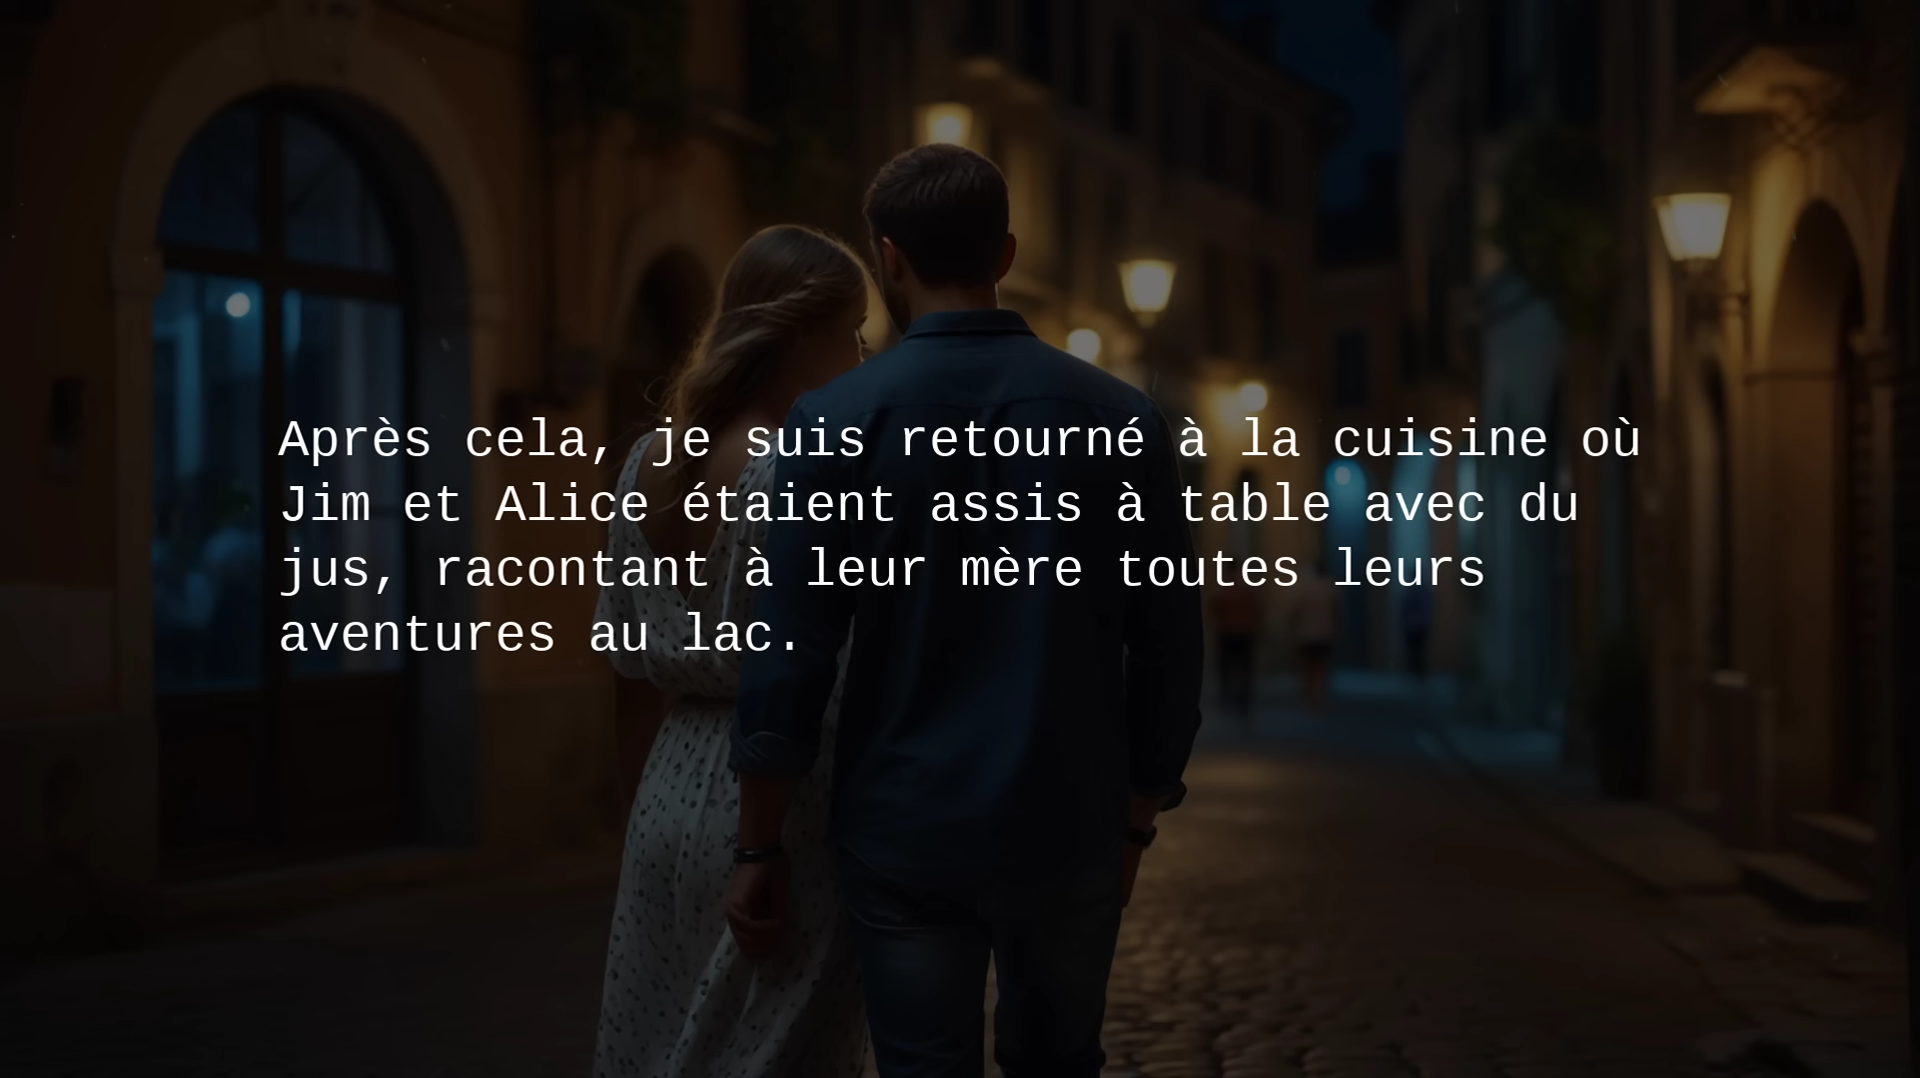 Après cela, je suis retourné à la cuisine où
Jim et Alice étaient assis à table avec du
jus, racontant à leur mère toutes leurs
aventures au lac.